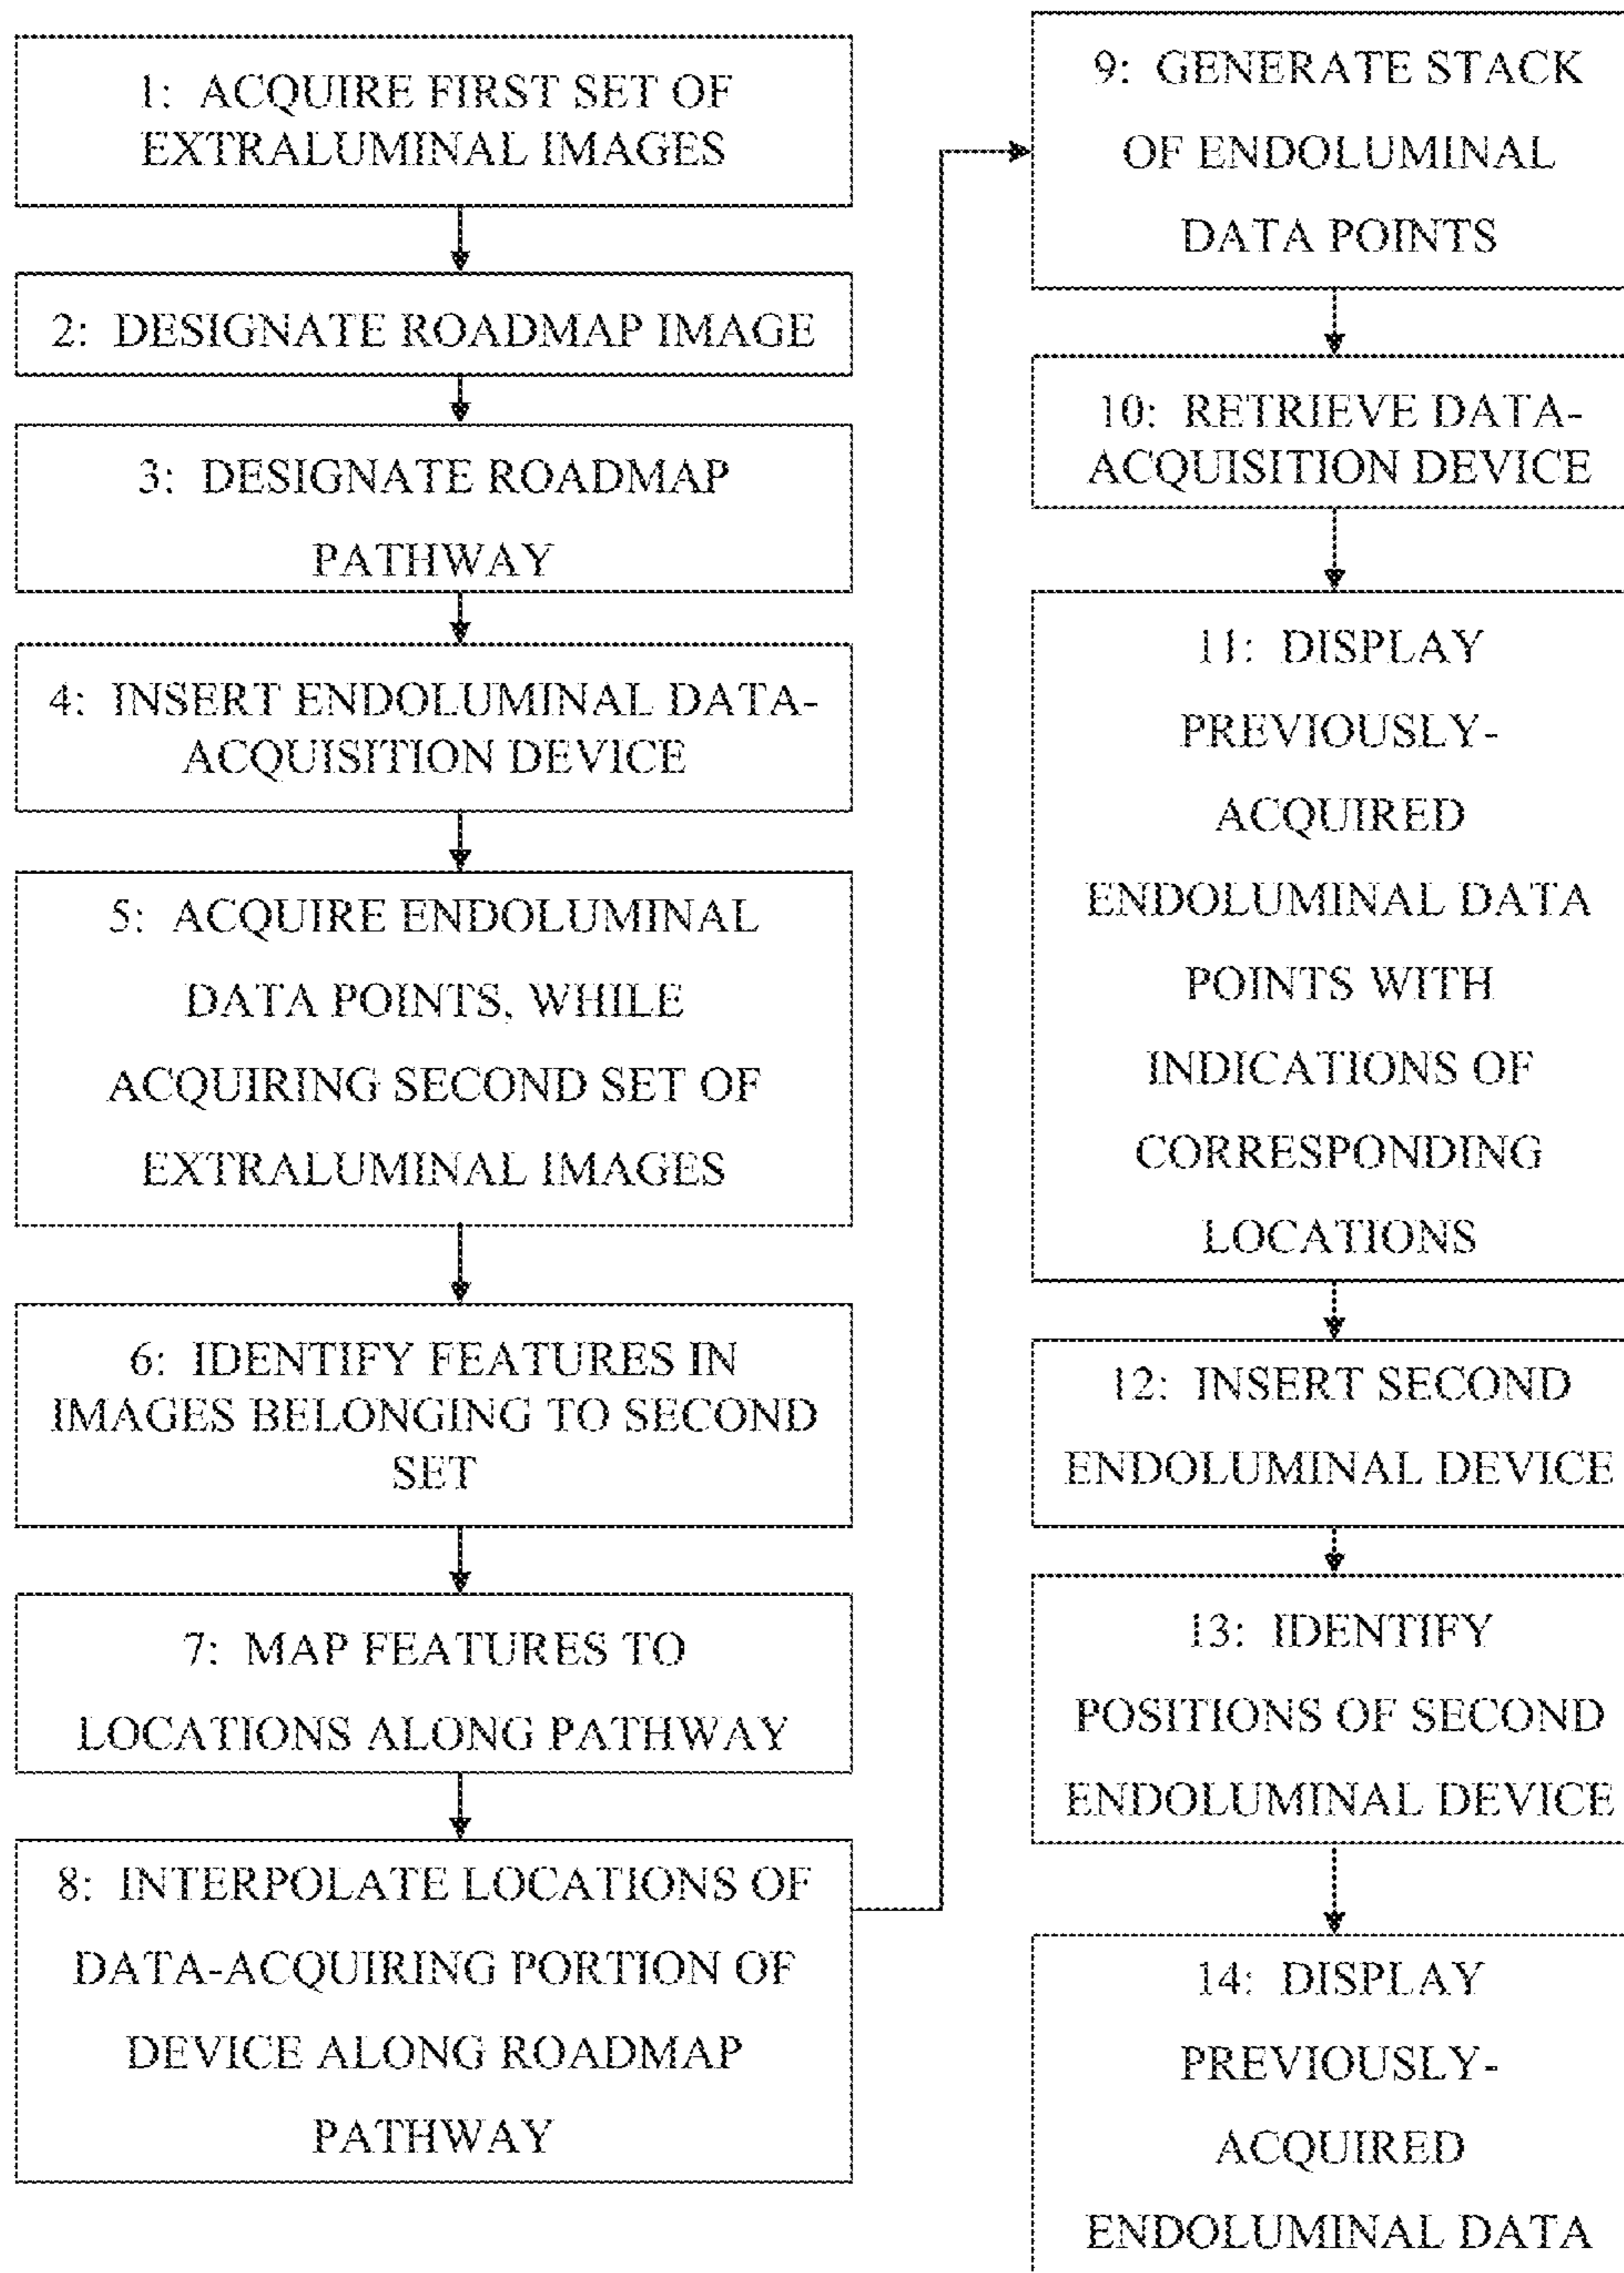 1: ACQUIRE FIRST SET OF
EXTRALUMINAL IMAGES
2: DESIGNATE ROADMAP IMAGE
3: DESIGNATE ROADMAP
PATHWAY
4: INSERT ENDOLUMINAL DATA-
ACQUISITION DEVICE
5: ACQUIRE ENDOLUMINAL
DATA POINTS, WHILE
ACQUIRING SECOND SET OF
EXTRALUMINAL IMAGES
6: IDENTIFY FEATURES IN
IMAGES BELONGING TO SECOND
SET
7: MAP FEATURES TO
LOCATIONS ALONG PATHWAY
8: INTERPOLATE LOCATIONS OF
DATA-ACQUIRING PORTION OF
DEVICE ALONG ROADMAP
PATHWAY
9: GENERATE STACK
OF ENDOLUMINAL
DATA POINTS
10: RETRIEVE DATA-
ACQUISITION DEVICE
11: DISPLAY
PREVIOUSLY-
ACQUIRED
ENDOLUMINAL DATA
POINTS WITH
INDICATIONS OF
CORRESPONDING
LOCATIONS
12: INSERT SECOND
ENDOLUMINAL DEVICE
13: IDENTIFY
POSITIONS OF SECOND
ENDOLUMINAL DEVICE
14: DISPLAY
PREVIOUSLY-
ACQUIRED
ENDOLUMINAL DATA